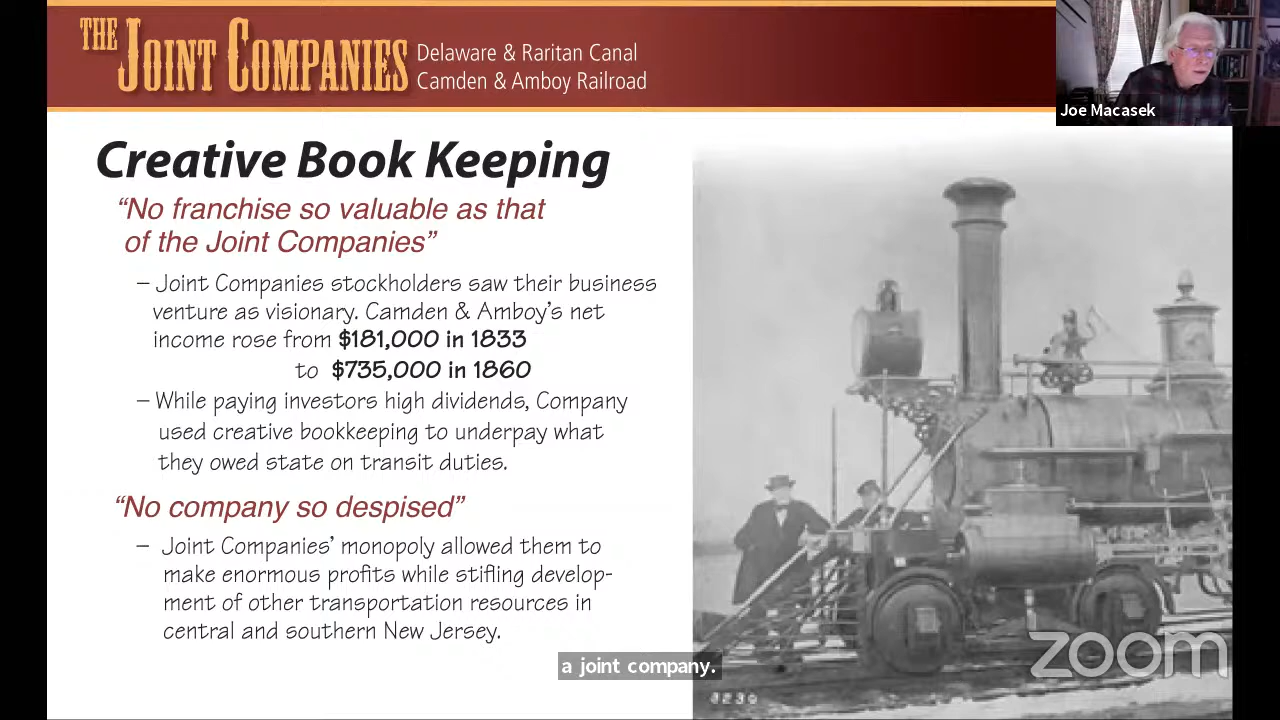 THE JOINT COMPANIES
Delaware & Raritan Canal
Camden & Amboy Railroad
Joe Macasek
Creative Book Keeping
“No franchise so valuable as that
of the Joint Companies”
– Joint Companies stockholders saw their business
venture as visionary. Camden & Amboy’s net
income rose from $181,000 in 1833
to $735,000 in 1860
– While paying investors high dividends, Company
used creative bookkeeping to underpay what
they owed state on transit duties.
“No company so despised”
– Joint Companies’ monopoly allowed them to
make enormous profits while stifling develop-
ment of other transportation resources in
central and southern New Jersey.
a joint company.
zoom
3230